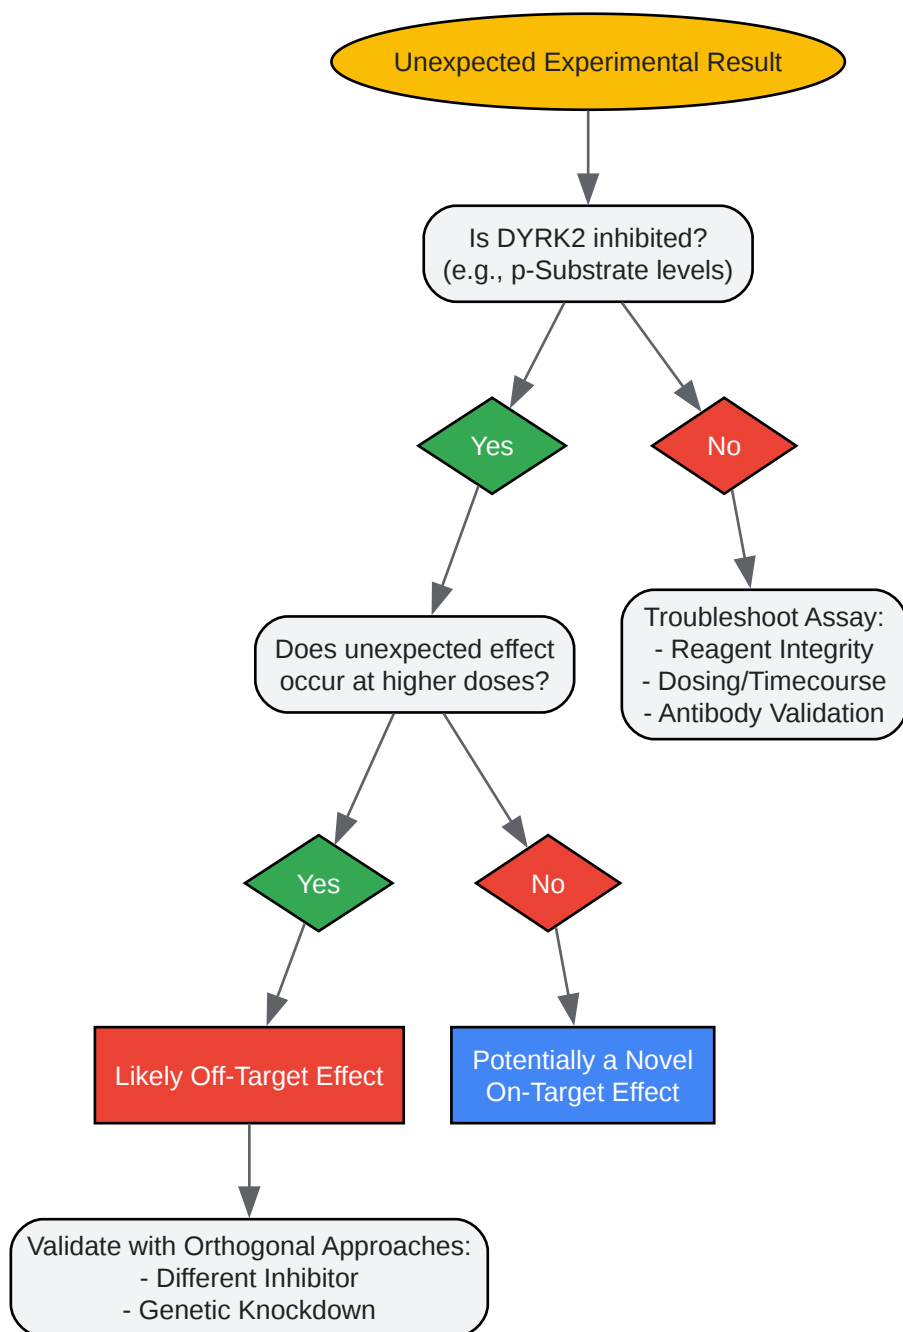 Unexpected Experimental Result
Is DYRK2 inhibited?
(e.g., p-Substrate levels)
Yes
No
Troubleshoot Assay:
- Reagent Integrity
- Dosing/Timecourse
- Antibody Validation
Does unexpected effect
occur at higher doses?
Yes
No
Likely Off-Target Effect
Potentially a Novel
On-Target Effect
Validate with Orthogonal Approaches:
- Different Inhibitor
- Genetic Knockdown